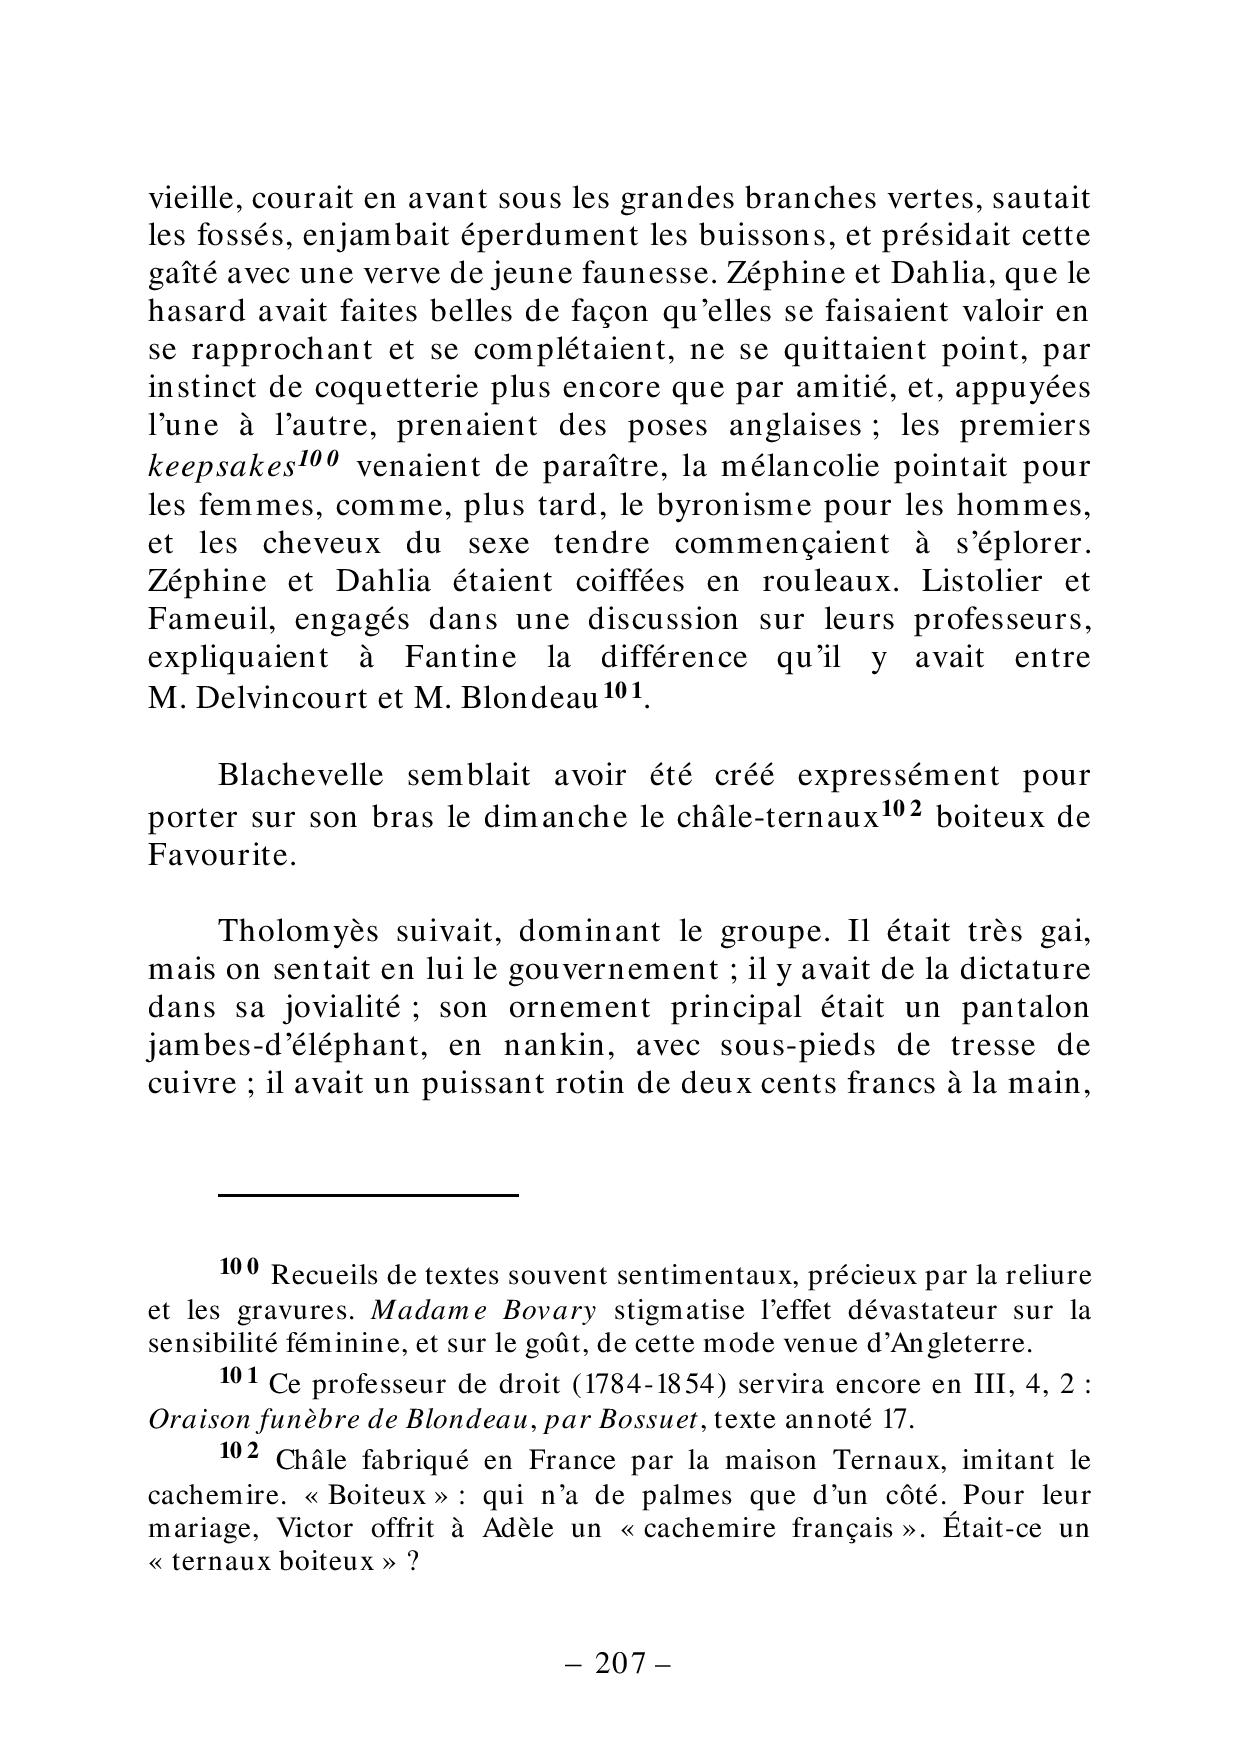 vieille, courait en avant sous les grandes branches vertes, sautait
les fossés, enjambait éperdument les buissons, et présidait cette
gaîté avec une verve de jeune faunesse. Zéphine et Dahlia, que le
hasard avait faites belles de façon qu’elles se faisaient valoir en
se rapprochant et se complétaient, ne se quittaient point, par
instinct de coquetterie plus encore que par amitié, et, appuyées
l’une à l’autre, prenaient des poses anglaises ; les premiers
keepsakes100 venaient de paraître, la mélancolie pointait pour
les femmes, comme, plus tard, le byronisme pour les hommes,
et les cheveux du sexe tendre commençaient à s’éplorer.
Zéphine et Dahlia étaient coiffées en rouleaux. Listolier et
Fameuil, engagés dans une discussion sur leurs professeurs,
expliquaient à Fantine la différence qu’il y avait entre
M. Delvincourt et M. Blondeau101.
Blachevelle semblait avoir été créé expressément pour
porter sur son bras le dimanche le châle-ternaux102 boiteux de
Favourite.
Tholomyès suivait, dominant le groupe. Il était très gai,
mais on sentait en lui le gouvernement ; il y avait de la dictature
dans sa jovialité ; son ornement principal était un pantalon
jambes-d’éléphant, en nankin, avec sous-pieds de tresse de
cuivre ; il avait un puissant rotin de deux cents francs à la main,
100 Recueils de textes souvent sentimentaux, précieux par la reliure
et les gravures. Madame Bovary stigmatise l’effet dévastateur sur la
sensibilité féminine, et sur le goût, de cette mode venue d’Angleterre.
101 Ce professeur de droit (1784-1854) servira encore en III, 4, 2 :
Oraison funèbre de Blondeau, par Bossuet, texte annoté 17.
102 Châle fabriqué en France par la maison Ternaux, imitant le
cachemire. « Boiteux » : qui n’a de palmes que d’un côté. Pour leur
mariage, Victor offrit à Adèle un « cachemire français ». Était-ce un
« ternaux boiteux » ?
– 207 –